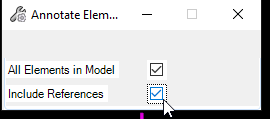 Annotate Elem...
All Elements in Model
Include References